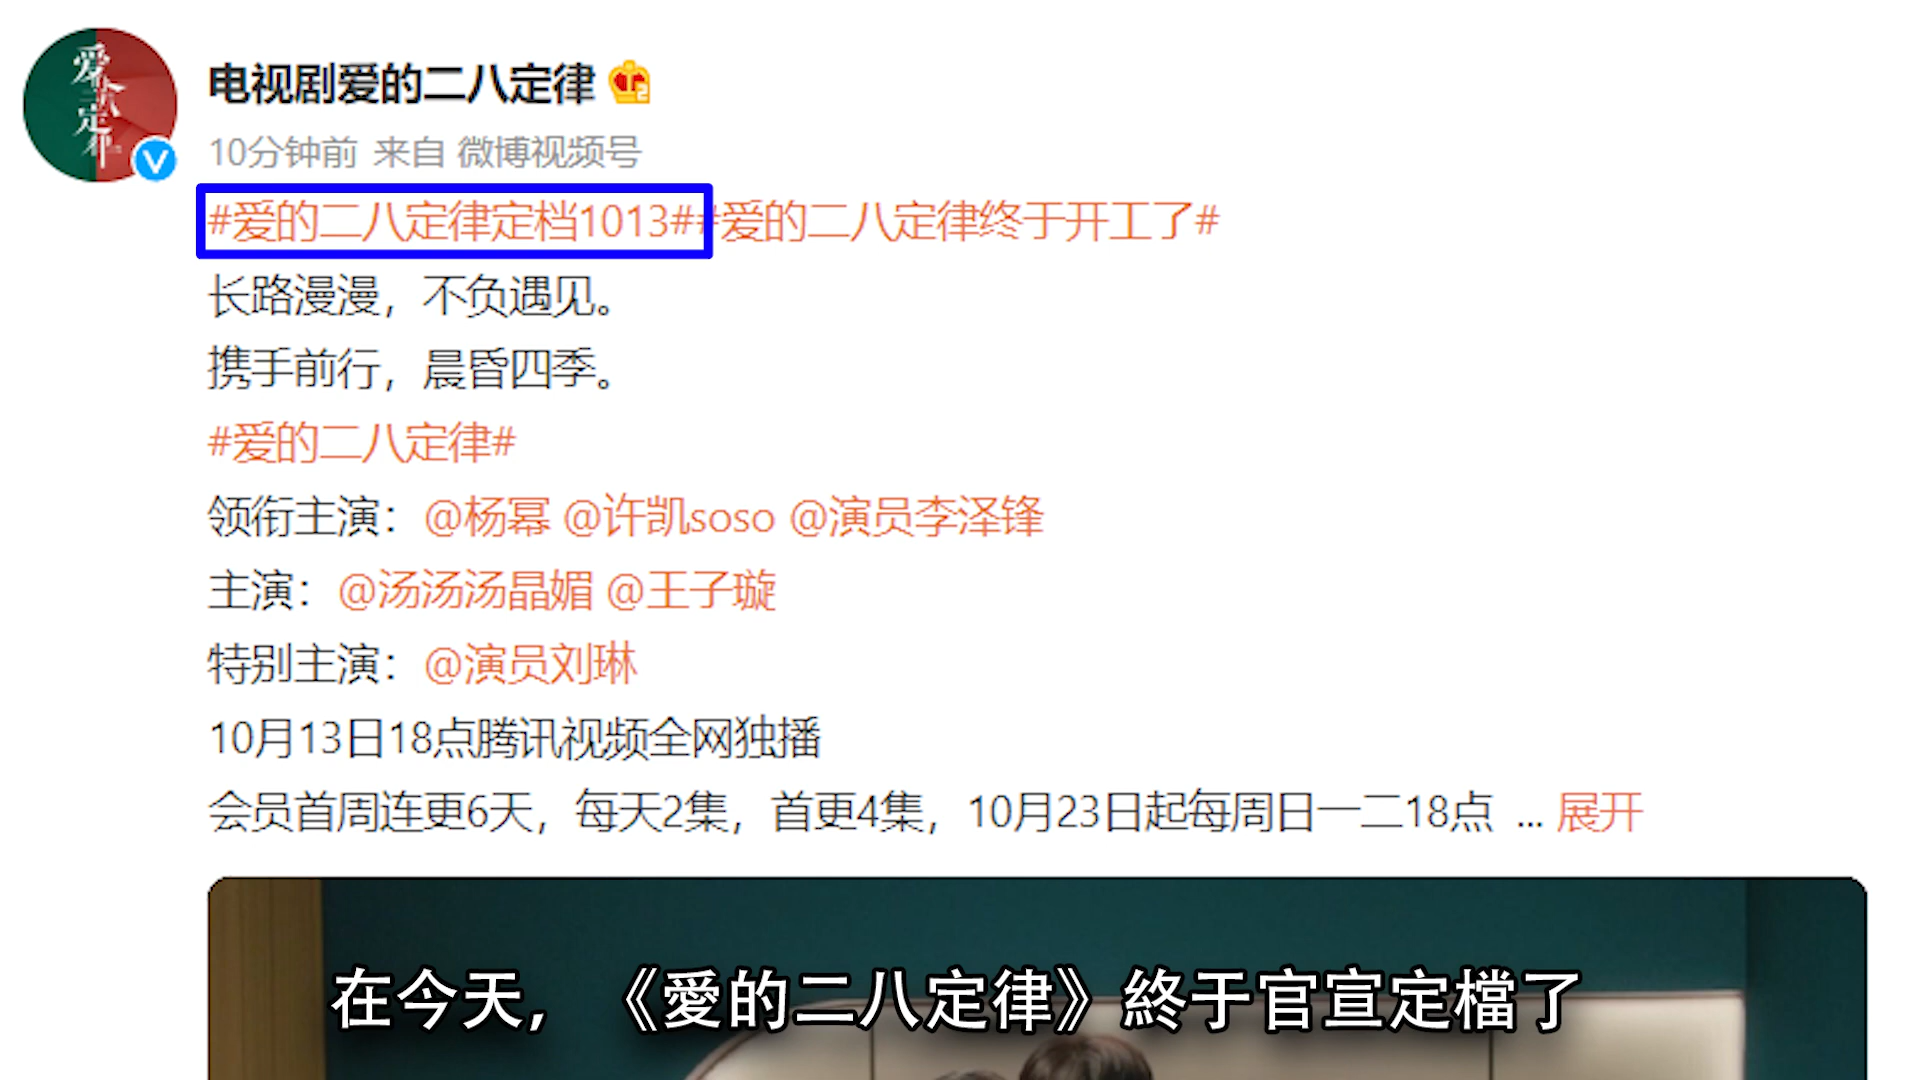 爱的二八定律
电视剧爱的二八定律
10分钟前 来自 微博视频号
#爱的二八定律定档1013##爱的二八定律终于开工了#
长路漫漫，不负遇见。
携手前行，晨昏四季。
#爱的二八定律#
领衔主演：@杨幂 @许凯soso @演员李泽锋
主演：@汤汤汤晶媚 @王子璇
特别主演：@演员刘琳
10月13日18点腾讯视频全网独播
会员首周连更6天，每天2集，首更4集，10月23日起每周日一二18点 ... 展开
在今天，《愛的二八定律》終于官宣定檔了